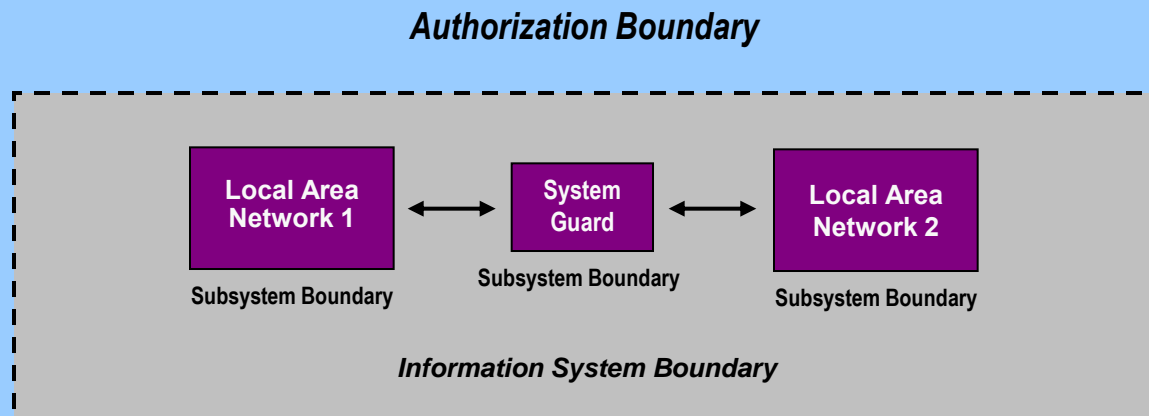 Authorization Boundary
Local Area
Network 1
System
Guard
Local Area
Network 2
Subsystem Boundary
Subsystem Boundary
Subsystem Boundary
Information System Boundary